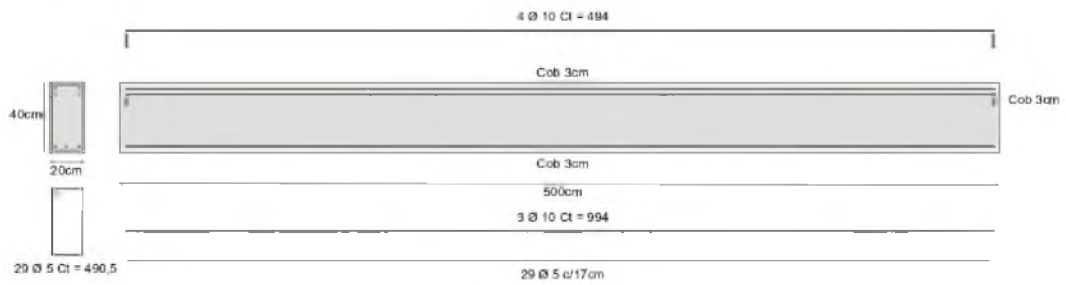 4 Ø 10 Ct = 494
Cob 3cm
40cm
Cob 3cm
Cob 3cm
20cm
500cm
3 Ø 10 Ct = 994
29 Ø 5 Ct = 490,5
29 Ø 5 c/17cm